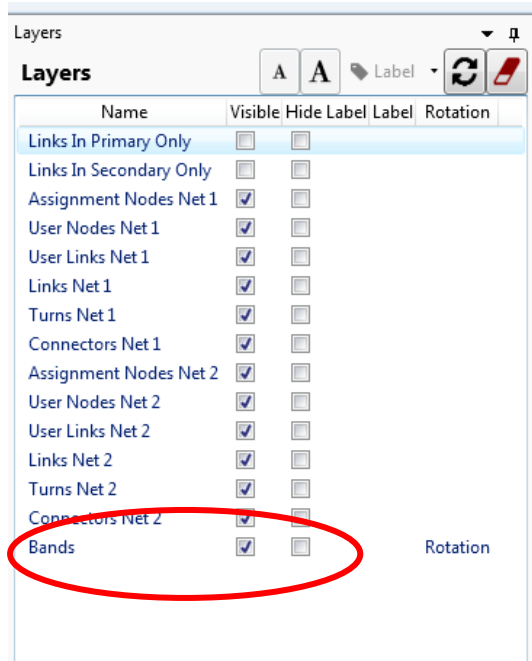 Layers
Layers A A Label
Name Visible Hide Label Label Rotation
Links In Primary Only
Links In Secondary Only
Assignment Nodes Net 1
User Nodes Net 1
User Links Net 1
Links Net 1
Turns Net 1
Connectors Net 1
Assignment Nodes Net 2
User Nodes Net 2
User Links Net 2
Links Net 2
Turns Net 2
Connectors Net 2
Bands Rotation